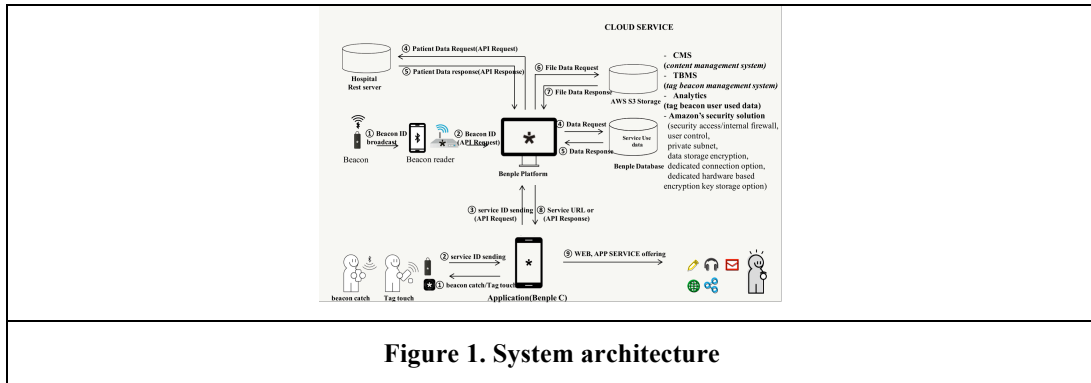 CLOUD SERVICE
④ Patient Data Request(API Request)
⑤ Patient Data response(API Response)
Hospital
Rest server
⑥ File Data Request
⑦ File Data Response
AWS S3 Storage
- CMS
(content management system)
- TBMS
(tag beacon management system)
- Analytics
(tag beacon user used data)
- Amazon's security solution
(security access/internal firewall,
user control,
private subnet,
data storage encryption,
dedicated connection option,
dedicated hardware based
encryption key storage option)
① Beacon ID
broadcast
Beacon
Beacon reader
② Beacon ID
(API Request)
Benple Platform
④ Data Request
⑤ Data Response
Service Use
data
Benple Database
③ service ID sending
(API Request)
⑧ Service URL or
(API Response)
② service ID sending
① beacon catch/Tag touch
beacon catch
Tag touch
Application(Benple C)
⑨ WEB, APP SERVICE offering
Figure 1. System architecture